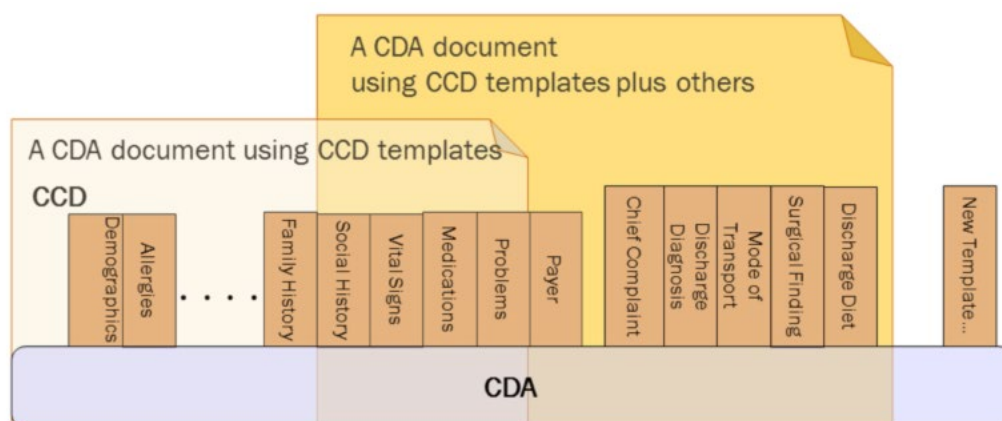 A CDA document
using CCD templates plus others
A CDA document using CCD templates
CCD
Demographics
Allergies
. . . . .
Family History
Social History
Vital Signs
Medications
Problems
Payer
Chief Complaint
Discharge
Diagnosis
Mode of
Transport
Surgical Finding
Discharge Diet
New Template...
CDA